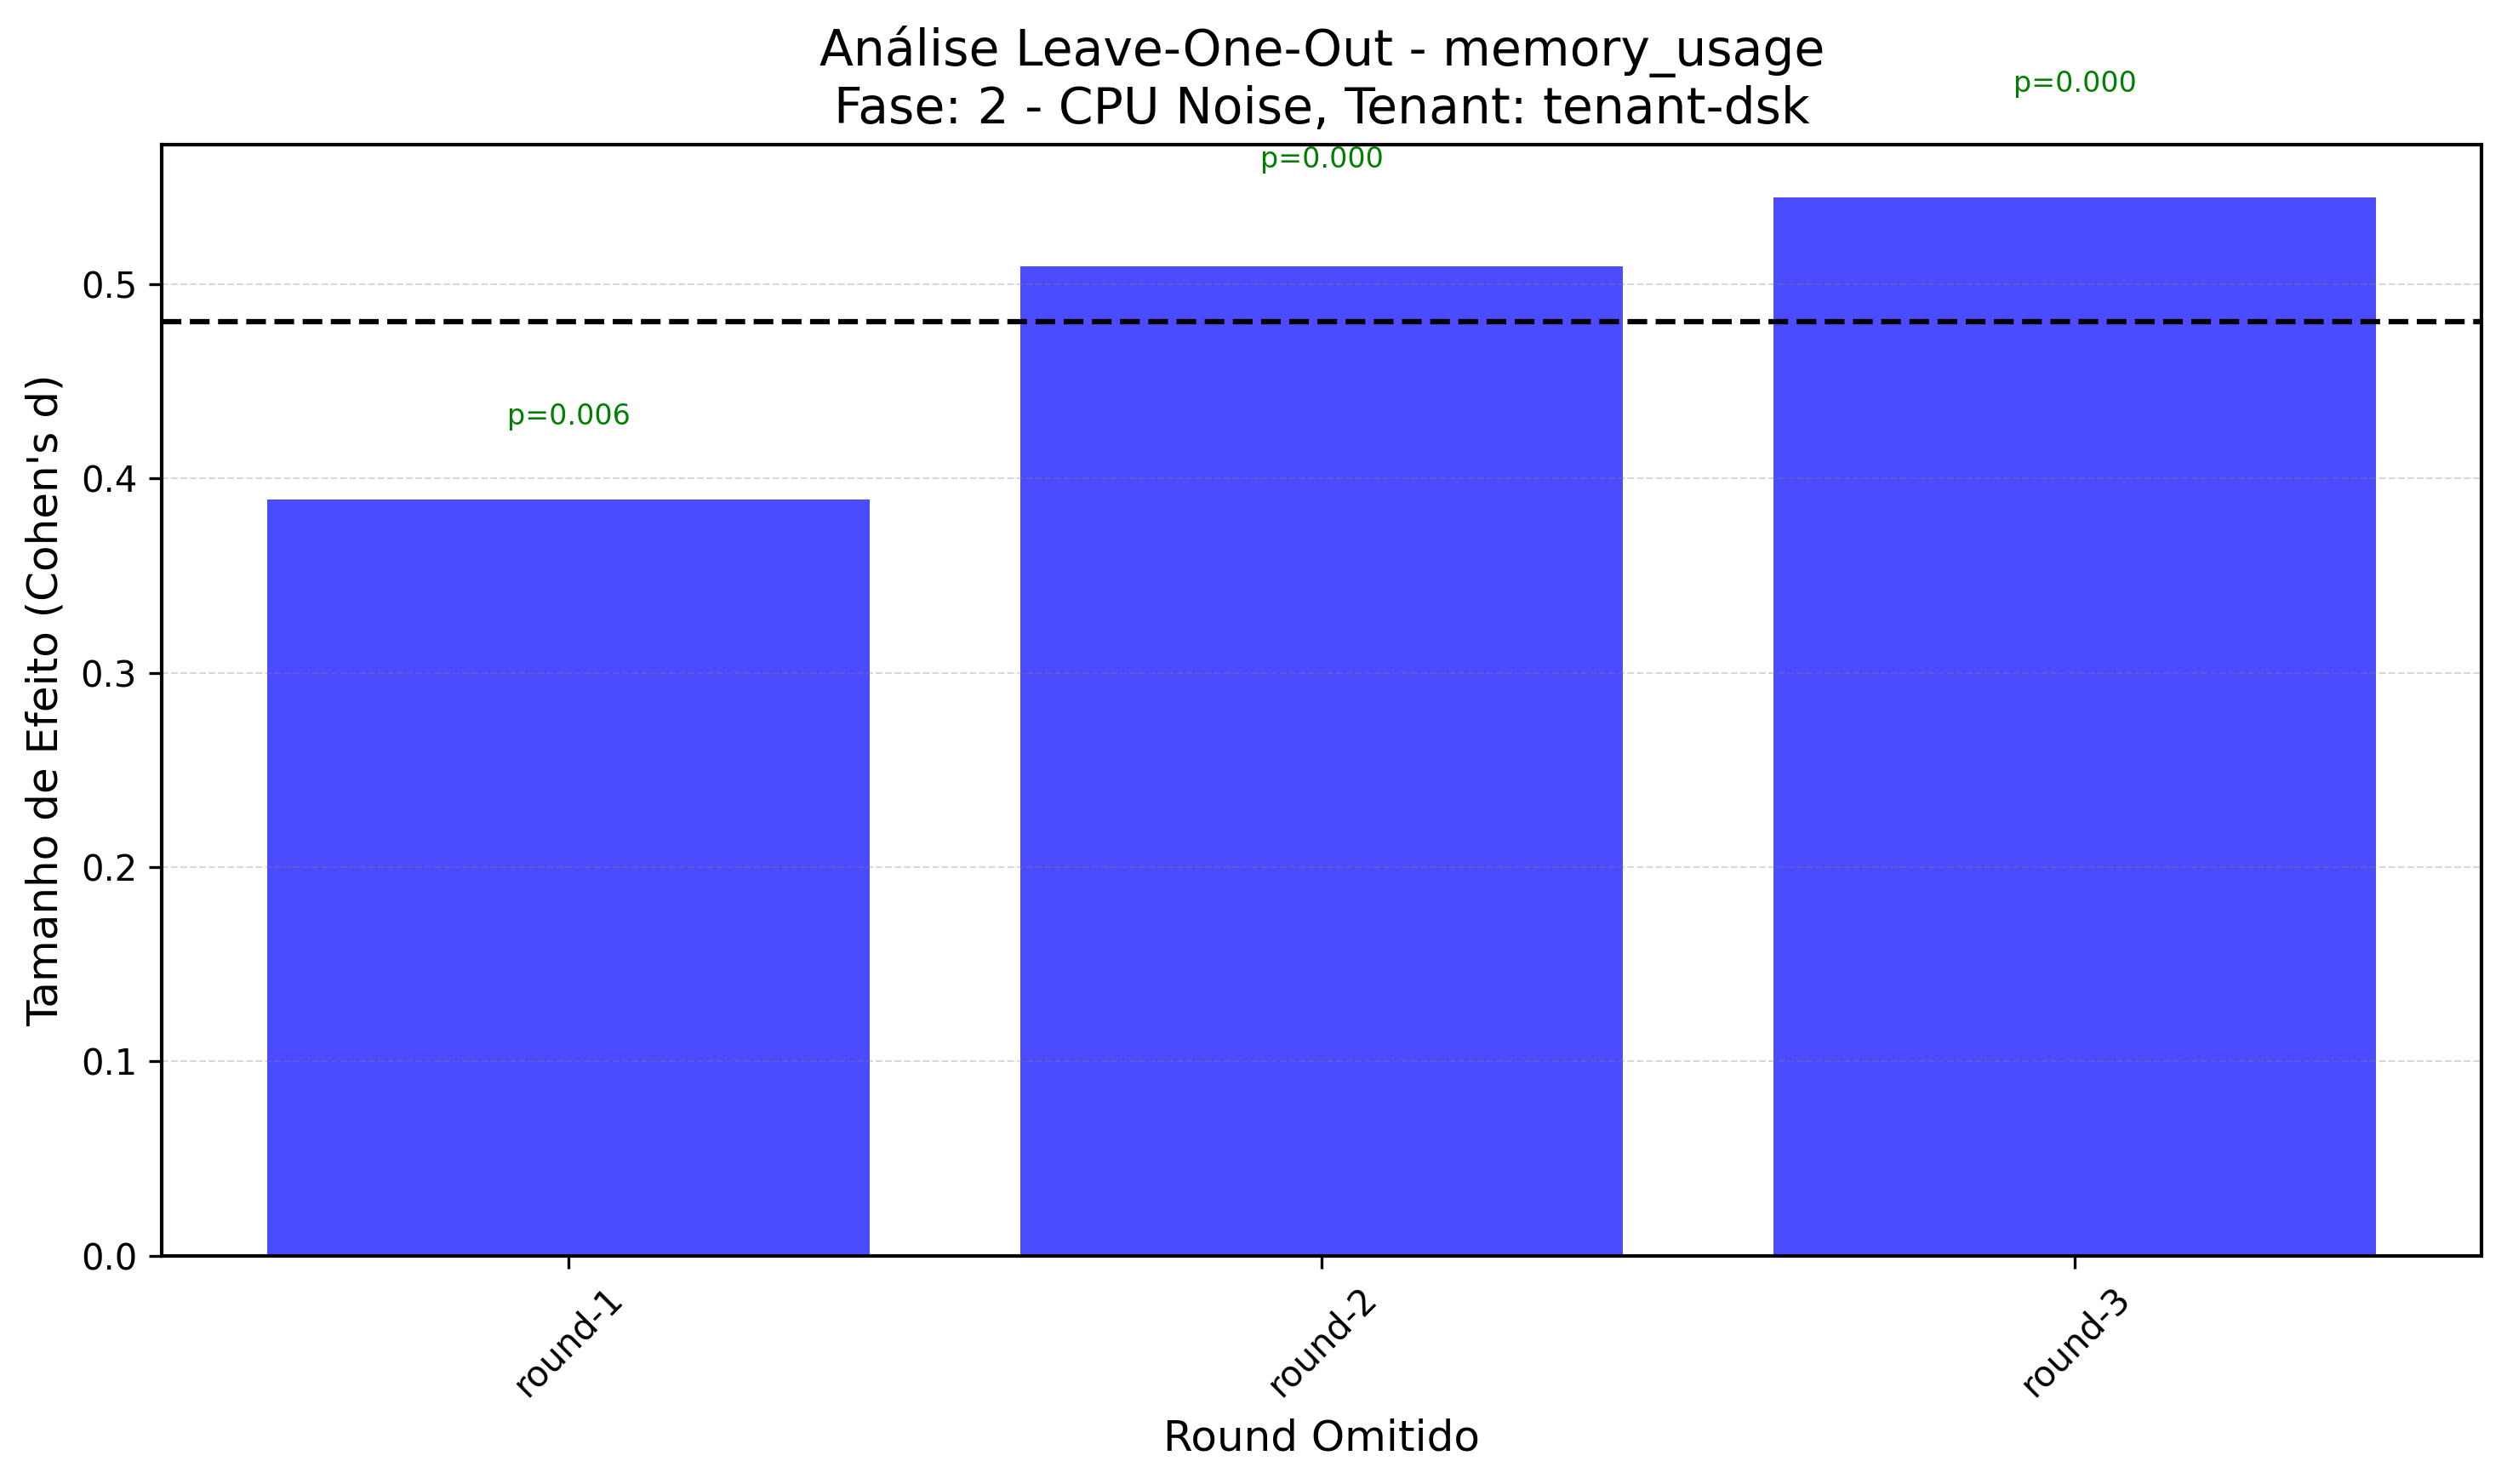 Análise Leave-One-Out - memory_usage
Fase: 2 - CPU Noise, Tenant: tenant-dsk
p=0.000
p=0.000
p=0.006
Tamanho de Efeito (Cohen's d)
0.5
0.4
0.3
0.2
0.1
0.0
round-1
round-2
round-3
Round Omitido